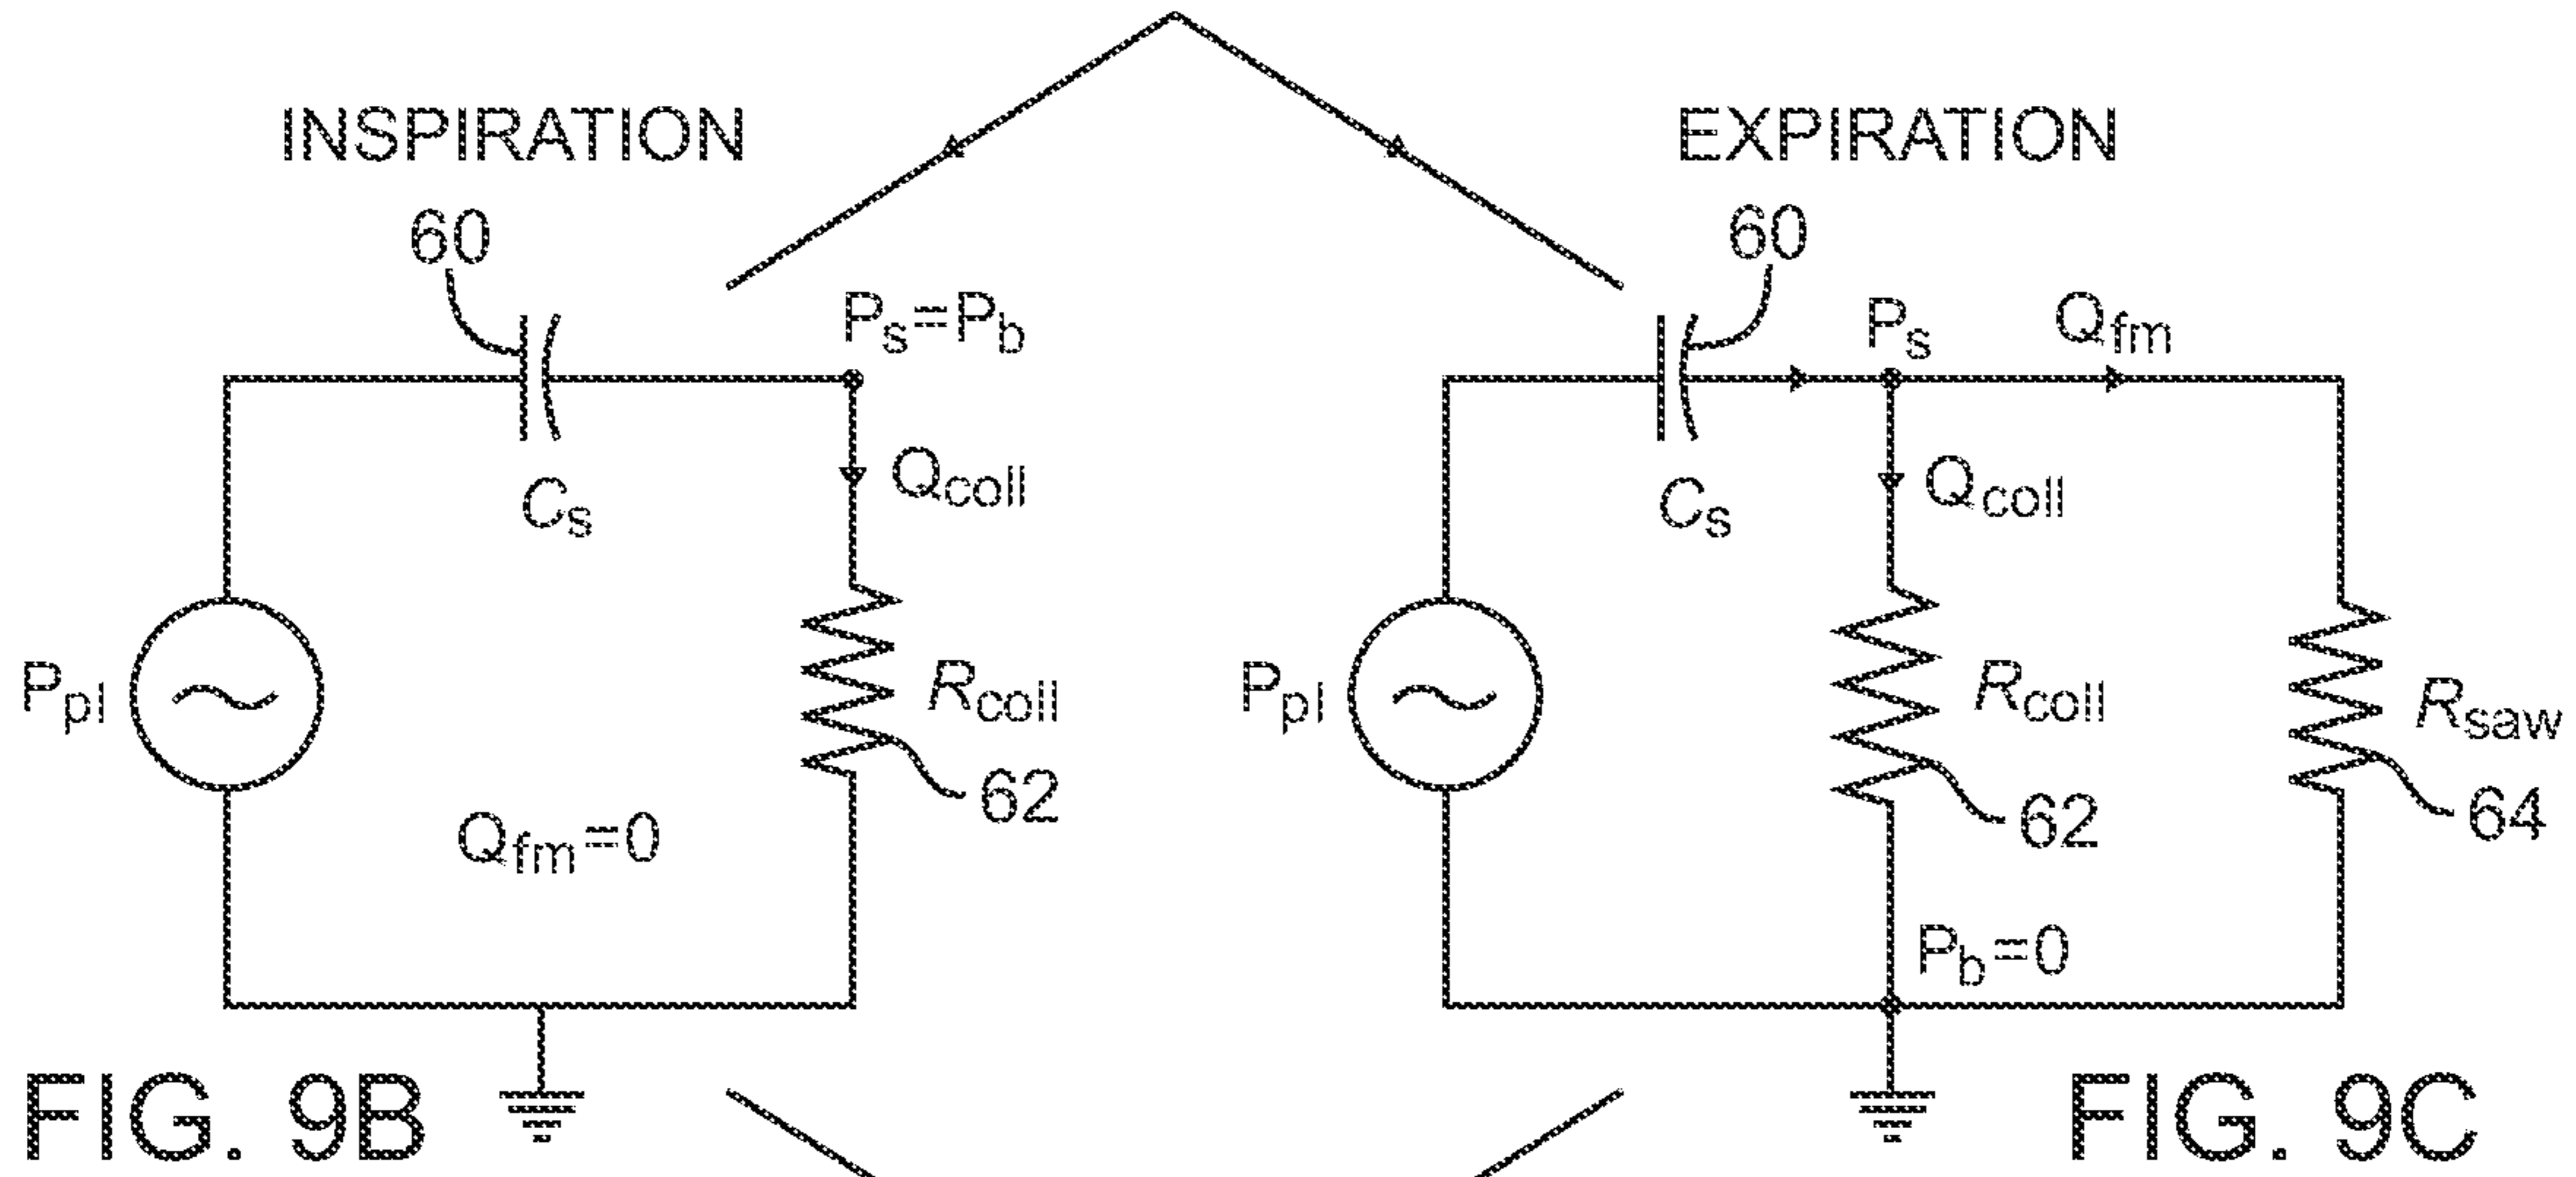 INSPIRATION
60
Ps=Pb
Cs
Qcoll
Ppl
Rcoll
62
Qfm=0
FIG. 9B
EXPIRATION
60
Ps
Qfm
Cs
Qcoll
Ppl
Rcoll
62
Rsaw
64
Pb=0
FIG. 9C